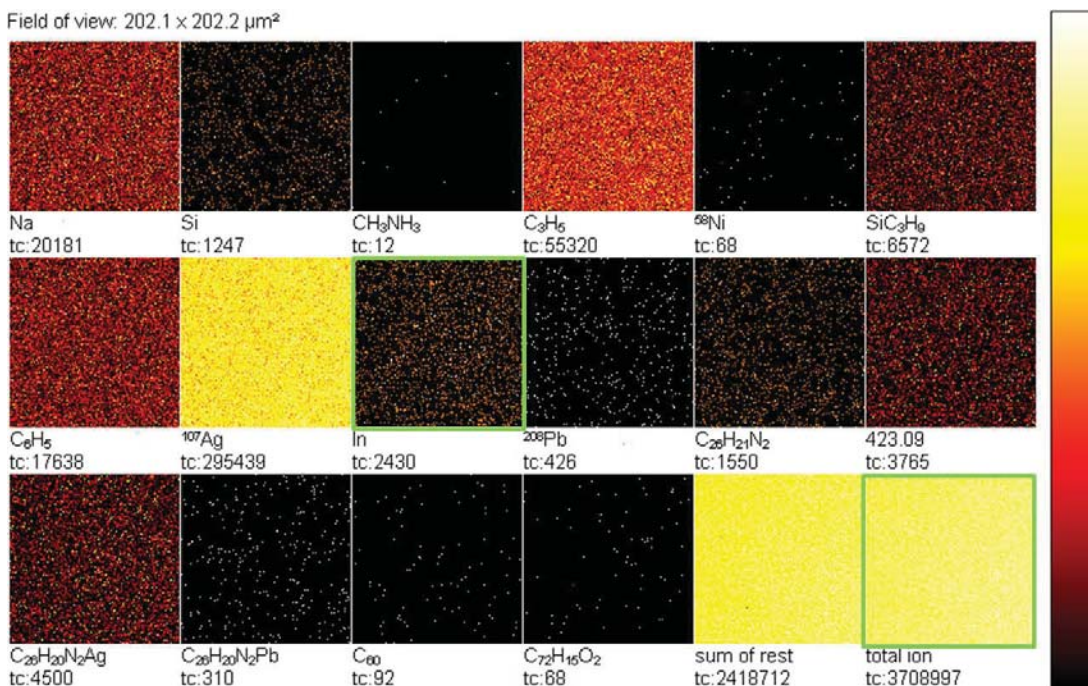 Field of view: 202.1 × 202.2 µm²
Na Si CH₃NH₃ C₃H₅ ⁵⁸Ni SiC₃H₉
tc:20181 tc:1247 tc:12 tc:55320 tc:68 tc:6572
C₆H₅ ¹⁰⁷Ag In ²⁰⁸Pb C₂₆H₂₁N₂ 423.09
tc:17638 tc:295439 tc:2430 tc:426 tc:1550 tc:3765
C₂₆H₂₀N₂Ag C₂₆H₂₀N₂Pb C₆₀ C₇₂H₁₅O₂ sum of rest total ion
tc:4500 tc:310 tc:92 tc:68 tc:2418712 tc:3708997